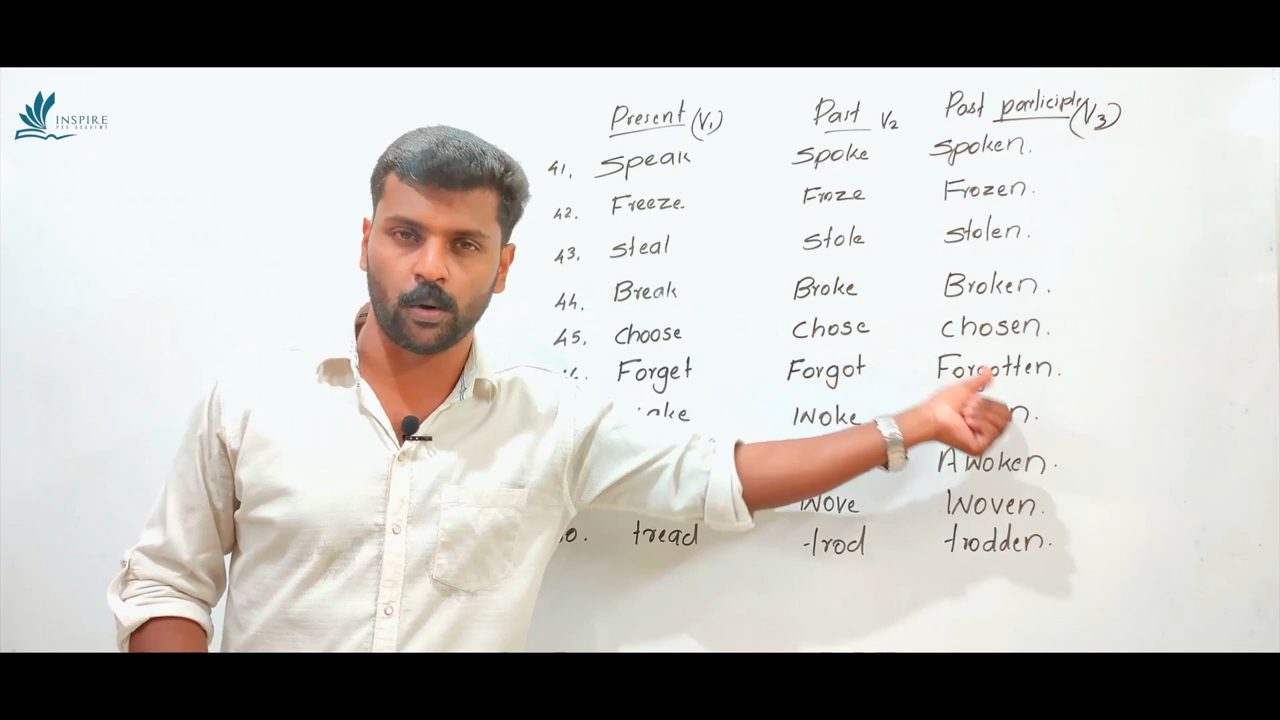 INSPIRE
PSC ACADEMY
Present (V1) Past V2 Past participle (V3)
41. Speak Spoke Spoken.
42. Freeze Froze Frozen.
43. Steal Stole Stolen.
44. Break Broke Broken.
45. Choose Chose Chosen.
Forget Forgot Forgotten.
Woke
Awoken.
Wove Woven.
tread trod trodden.